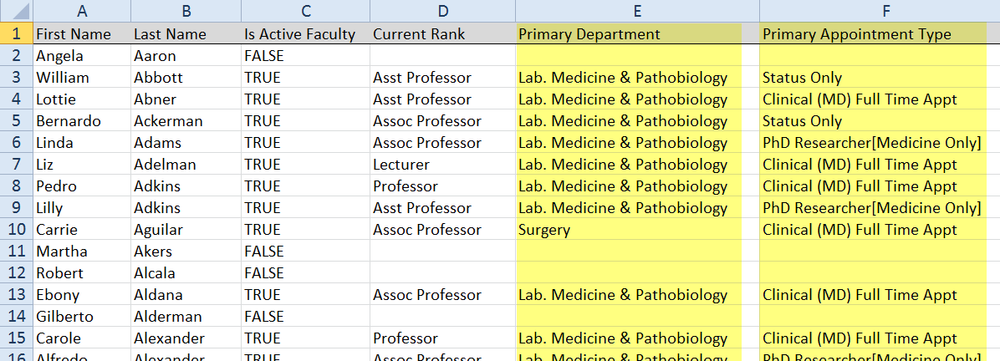 A B C D E F
1 First Name Last Name Is Active Faculty Current Rank Primary Department Primary Appointment Type
2 Angela Aaron FALSE
3 William Abbott TRUE Asst Professor Lab. Medicine & Pathobiology Status Only
4 Lottie Abner TRUE Asst Professor Lab. Medicine & Pathobiology Clinical (MD) Full Time Appt
5 Bernardo Ackerman TRUE Assoc Professor Lab. Medicine & Pathobiology Status Only
6 Linda Adams TRUE Assoc Professor Lab. Medicine & Pathobiology PhD Researcher[Medicine Only]
7 Liz Adelman TRUE Lecturer Lab. Medicine & Pathobiology Clinical (MD) Full Time Appt
8 Pedro Adkins TRUE Professor Lab. Medicine & Pathobiology Clinical (MD) Full Time Appt
9 Lilly Adkins TRUE Asst Professor Lab. Medicine & Pathobiology PhD Researcher[Medicine Only]
10 Carrie Aguilar TRUE Assoc Professor Surgery Clinical (MD) Full Time Appt
11 Martha Akers FALSE
12 Robert Alcala FALSE
13 Ebony Aldana TRUE Assoc Professor Lab. Medicine & Pathobiology Clinical (MD) Full Time Appt
14 Gilberto Alderman FALSE
15 Carole Alexander TRUE Professor Lab. Medicine & Pathobiology Clinical (MD) Full Time Appt
16 Alfredo Alexander TRUE Assoc Professor Lab. Medicine & Pathobiology PhD Researcher[Medicine Only]